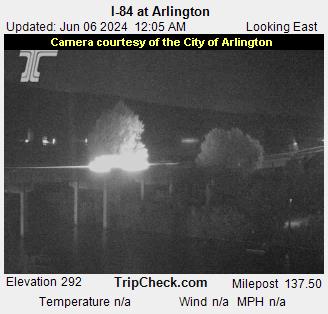 I-84 at Arlington
Updated: Jun 06 2024 12:05 AM Looking East
Camera courtesy of the City of Arlington
Elevation 292 TripCheck.com Milepost 137.50
Temperature n/a Wind n/a MPH n/a